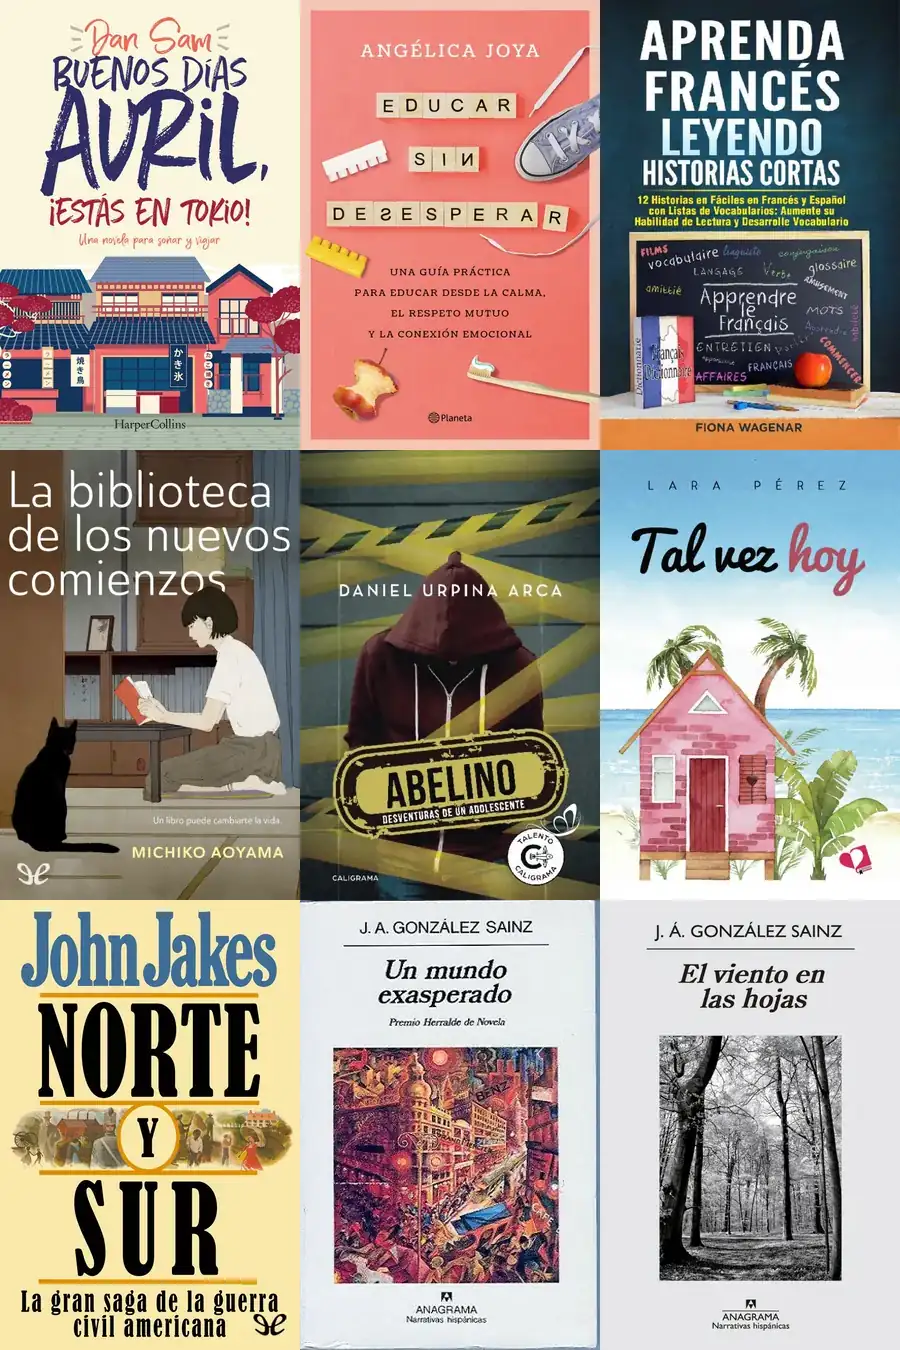 Dan Sam
BUENOS DÍAS
AVRIL,
¡ESTÁS EN TOKIO!
Una novela para soñar y viajar
かき氷
焼き鳥
HarperCollins
ANGÉLICA JOYA
EDUCAR
SIN
DESESPERAR
UNA GUÍA PRÁCTICA
PARA EDUCAR DESDE LA CALMA,
EL RESPETO MUTUO
Y LA CONEXIÓN EMOCIONAL
Planeta
APRENDA
FRANCÉS
LEYENDO
HISTORIAS CORTAS
12 Historias en Fáciles en Francés y Español
con Listas de Vocabularios: Aumente su
Habilidad de Lectura y Desarrolle Vocabulario
FILMS
vocabulaire
conjugaison
LANGAGS
Verbe
glossaire
amitié
AMUSEMENT
Apprendre
le
Français
MOTS
Apprendre
ENTRETIEN
FRANÇAIS
COMMERCER
AFFAIRES
Dictionnaire
Français
Dictionnaire
FIONA WAGENAR
La biblioteca
de los nuevos
comienzos
Un libro puede cambiarte la vida.
MICHIKO AOYAMA
DANIEL URPINA ARCA
ABELINO
DESVENTURAS DE UN ADOLESCENTE
TALENTO
CALIGRAMA
CALIGRAMA
LARA PÉREZ
Tal vez hoy
John Jakes
NORTE
Y
SUR
La gran saga de la guerra
civil americana
J. A. GONZÁLEZ SAINZ
Un mundo
exasperado
Premio Herralde de Novela
BENZ
ANAGRAMA
Narrativas hispánicas
J. Á. GONZÁLEZ SAINZ
El viento en
las hojas
ANAGRAMA
Narrativas hispánicas